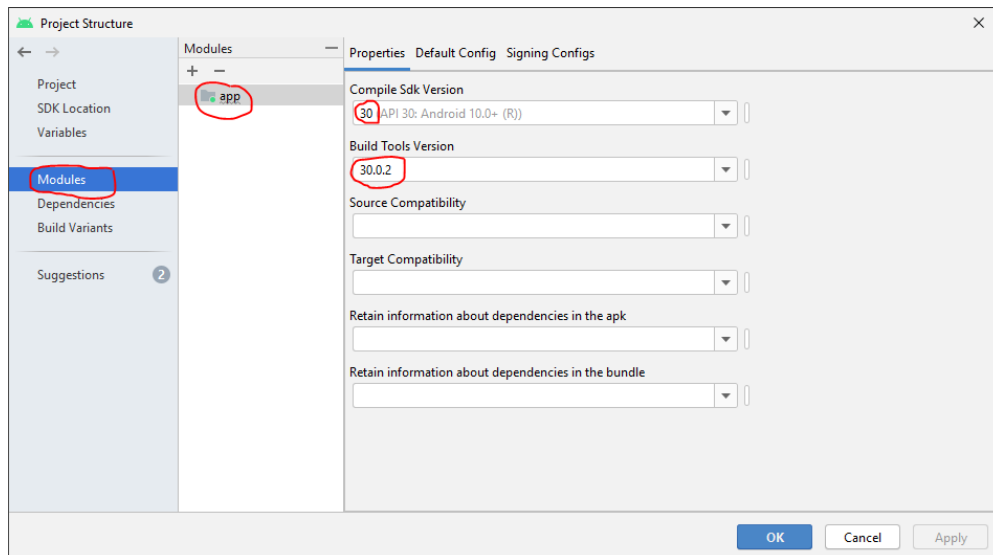 Project Structure
Project
SDK Location
Variables
Modules
Dependencies
Build Variants
Suggestions 2
Modules
app
Properties Default Config Signing Configs
Compile Sdk Version
30 (API 30: Android 10.0+ (R))
Build Tools Version
30.0.2
Source Compatibility
Target Compatibility
Retain information about dependencies in the apk
Retain information about dependencies in the bundle
OK Cancel Apply